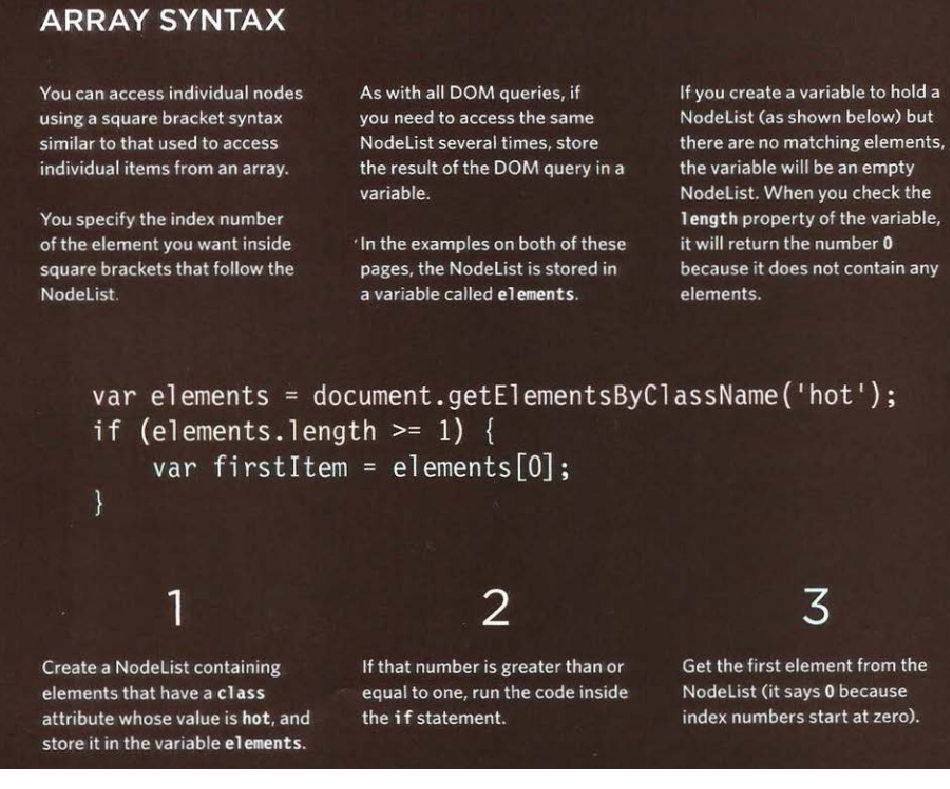 ARRAY SYNTAX
You can access individual nodes
using a square bracket syntax
similar to that used to access
individual items from an array.
You specify the index number
of the element you want inside
square brackets that follow the
NodeList.
As with all DOM queries, if
you need to access the same
NodeList several times, store
the result of the DOM query in a
variable.
In the examples on both of these
pages, the NodeList is stored in
a variable called elements.
If you create a variable to hold a
NodeList (as shown below) but
there are no matching elements,
the variable will be an empty
NodeList. When you check the
length property of the variable,
it will return the number 0
because it does not contain any
elements.
var elements = document.getElementsByClassName('hot');
if (elements.length >= 1) {
    var firstItem = elements[0];
}
1
Create a NodeList containing
elements that have a class
attribute whose value is hot, and
store it in the variable elements.
2
If that number is greater than or
equal to one, run the code inside
the if statement.
3
Get the first element from the
NodeList (it says 0 because
index numbers start at zero).